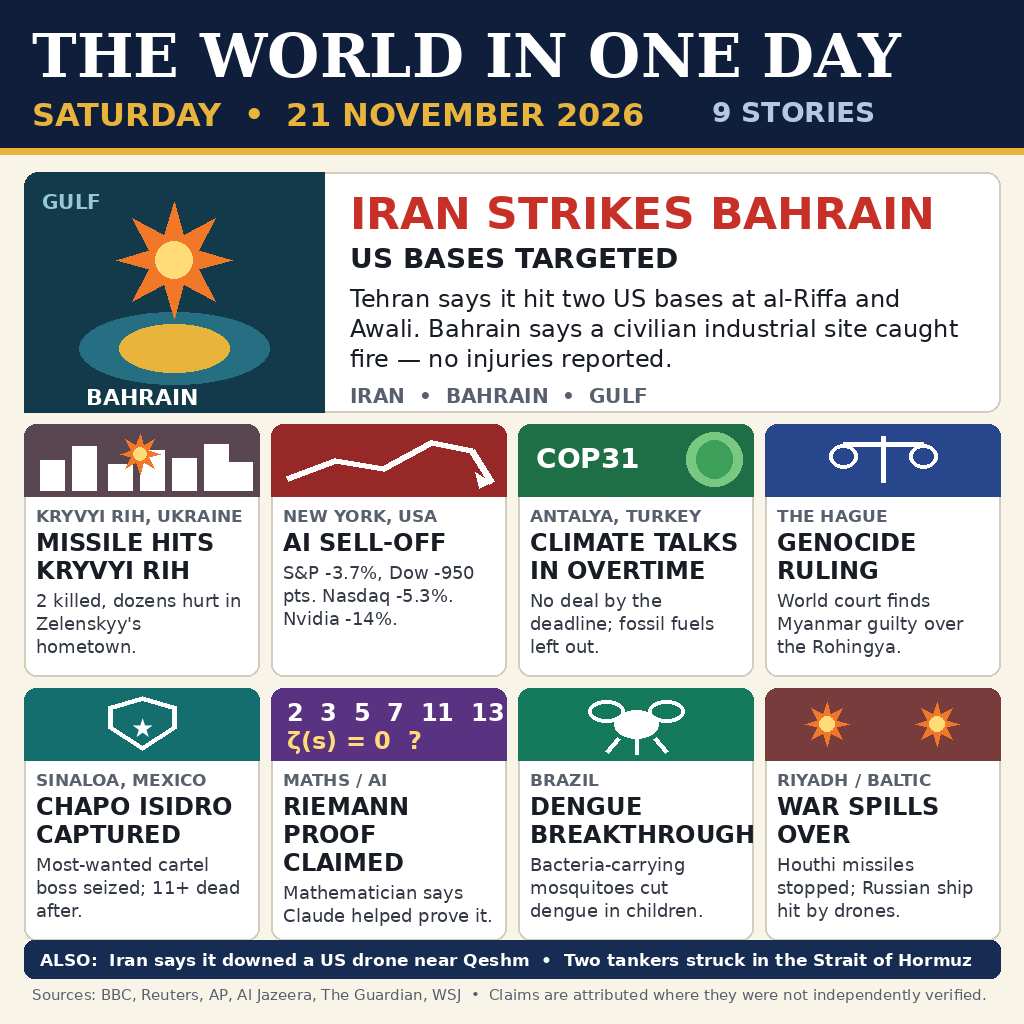 THE WORLD IN ONE DAY
SATURDAY • 21 NOVEMBER 2026 9 STORIES
GULF
BAHRAIN
IRAN STRIKES BAHRAIN
US BASES TARGETED
Tehran says it hit two US bases at al-Riffa and
Awali. Bahrain says a civilian industrial site caught
fire — no injuries reported.
IRAN • BAHRAIN • GULF
KRYVYI RIH, UKRAINE
MISSILE HITS
KRYVYI RIH
2 killed, dozens hurt in
Zelenskyy's
hometown.
NEW YORK, USA
AI SELL-OFF
S&P -3.7%, Dow -950
pts. Nasdaq -5.3%.
Nvidia -14%.
COP31
ANTALYA, TURKEY
CLIMATE TALKS
IN OVERTIME
No deal by the
deadline; fossil fuels
left out.
THE HAGUE
GENOCIDE
RULING
World court finds
Myanmar guilty over
the Rohingya.
SINALOA, MEXICO
CHAPO ISIDRO
CAPTURED
Most-wanted cartel
boss seized; 11+ dead
after.
2 3 5 7 11 13
ζ(s) = 0 ?
MATHS / AI
RIEMANN
PROOF
CLAIMED
Mathematician says
Claude helped prove it.
BRAZIL
DENGUE
BREAKTHROUGH
Bacteria-carrying
mosquitoes cut
dengue in children.
RIYADH / BALTIC
WAR SPILLS
OVER
Houthi missiles
stopped; Russian ship
hit by drones.
ALSO: Iran says it downed a US drone near Qeshm • Two tankers struck in the Strait of Hormuz
Sources: BBC, Reuters, AP, Al Jazeera, The Guardian, WSJ • Claims are attributed where they were not independently verified.